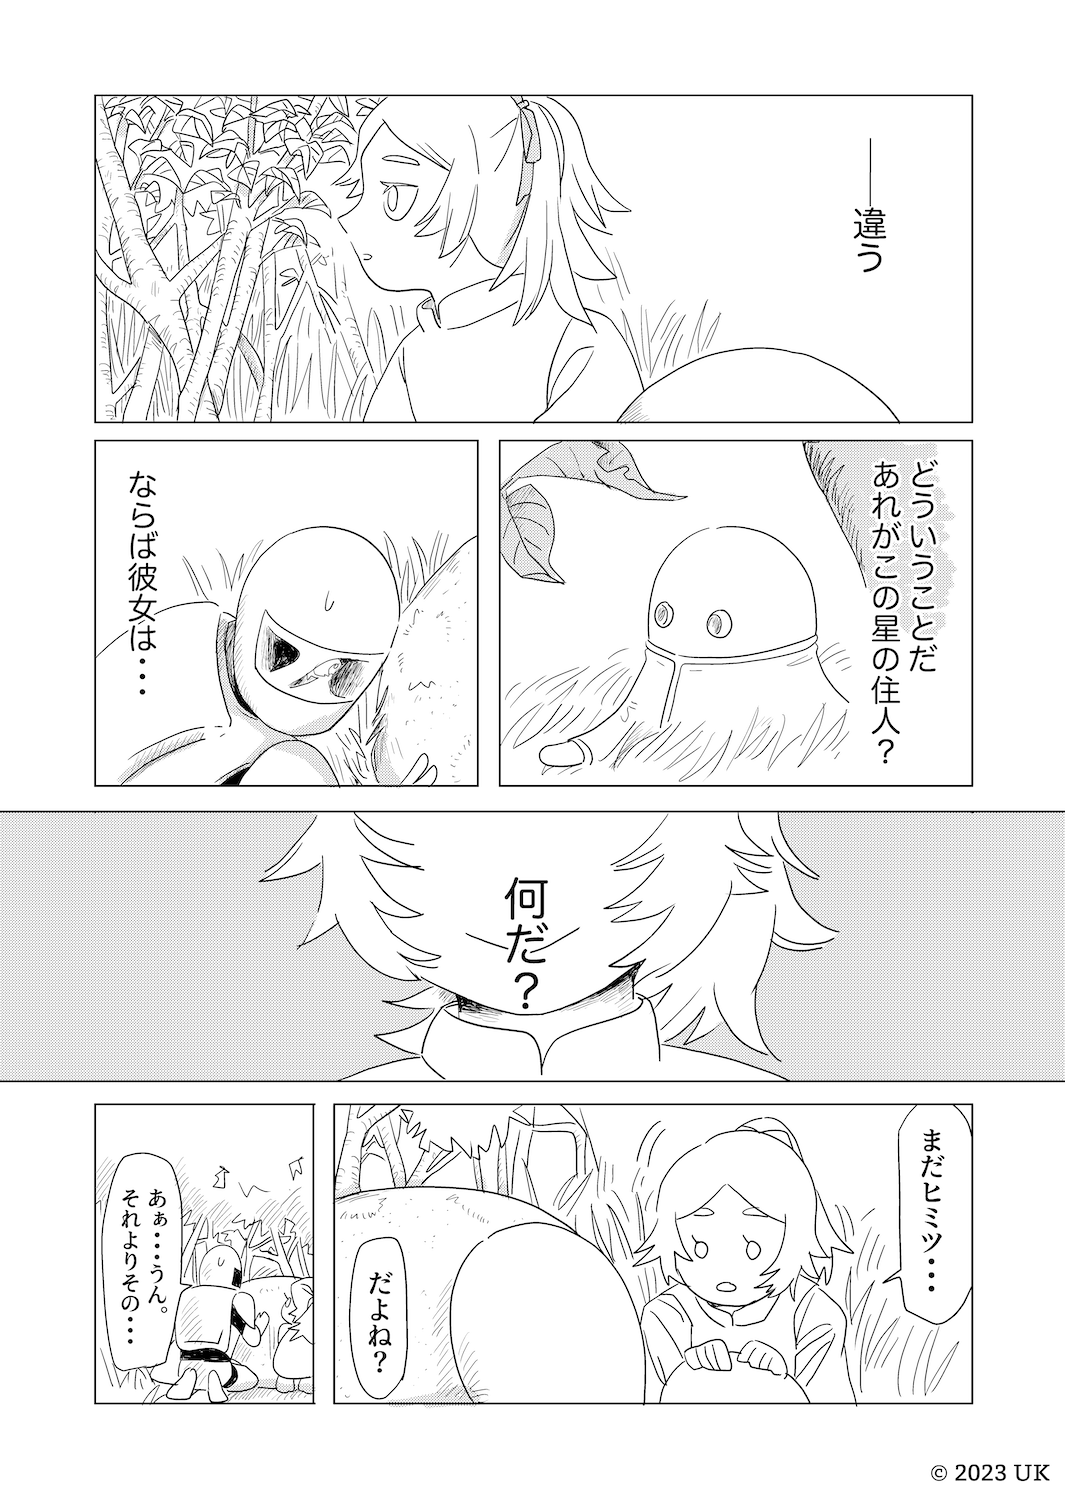 ――違う
どういうことだ
あれがこの星の住人？
ならば彼女は・・・
何だ？
まだヒミツ・・・
だよね？
あぁ・・・うん。
それよりその・・・
© 2023 UK